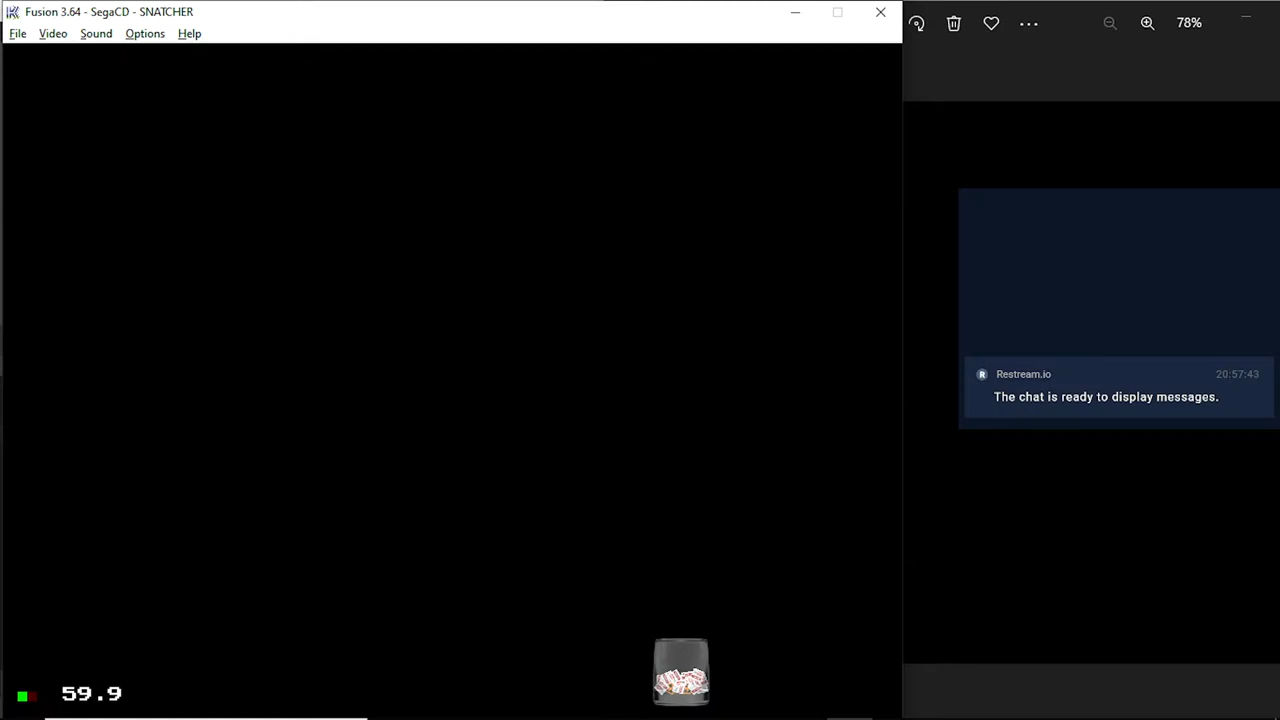 Fusion 3.64 - SegaCD - SNATCHER
File Video Sound Options Help
78%
R Restream.io 20:57:43
The chat is ready to display messages.
59.9